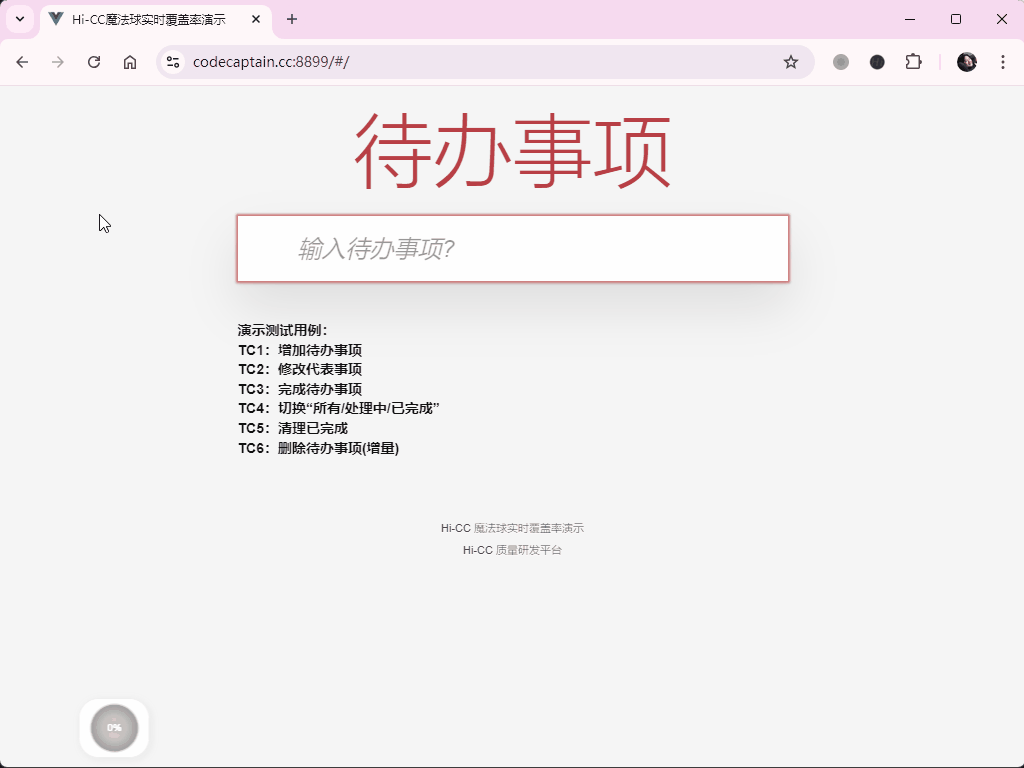 Hi-CC魔法球实时覆盖率演示
codecaptain.cc:8899/#/
待办事项
输入待办事项?
演示测试用例：
TC1：增加待办事项
TC2：修改代表事项
TC3：完成待办事项
TC4：切换“所有/处理中/已完成”
TC5：清理已完成
TC6：删除待办事项(增量)
Hi-CC 魔法球实时覆盖率演示
Hi-CC 质量研发平台
0%